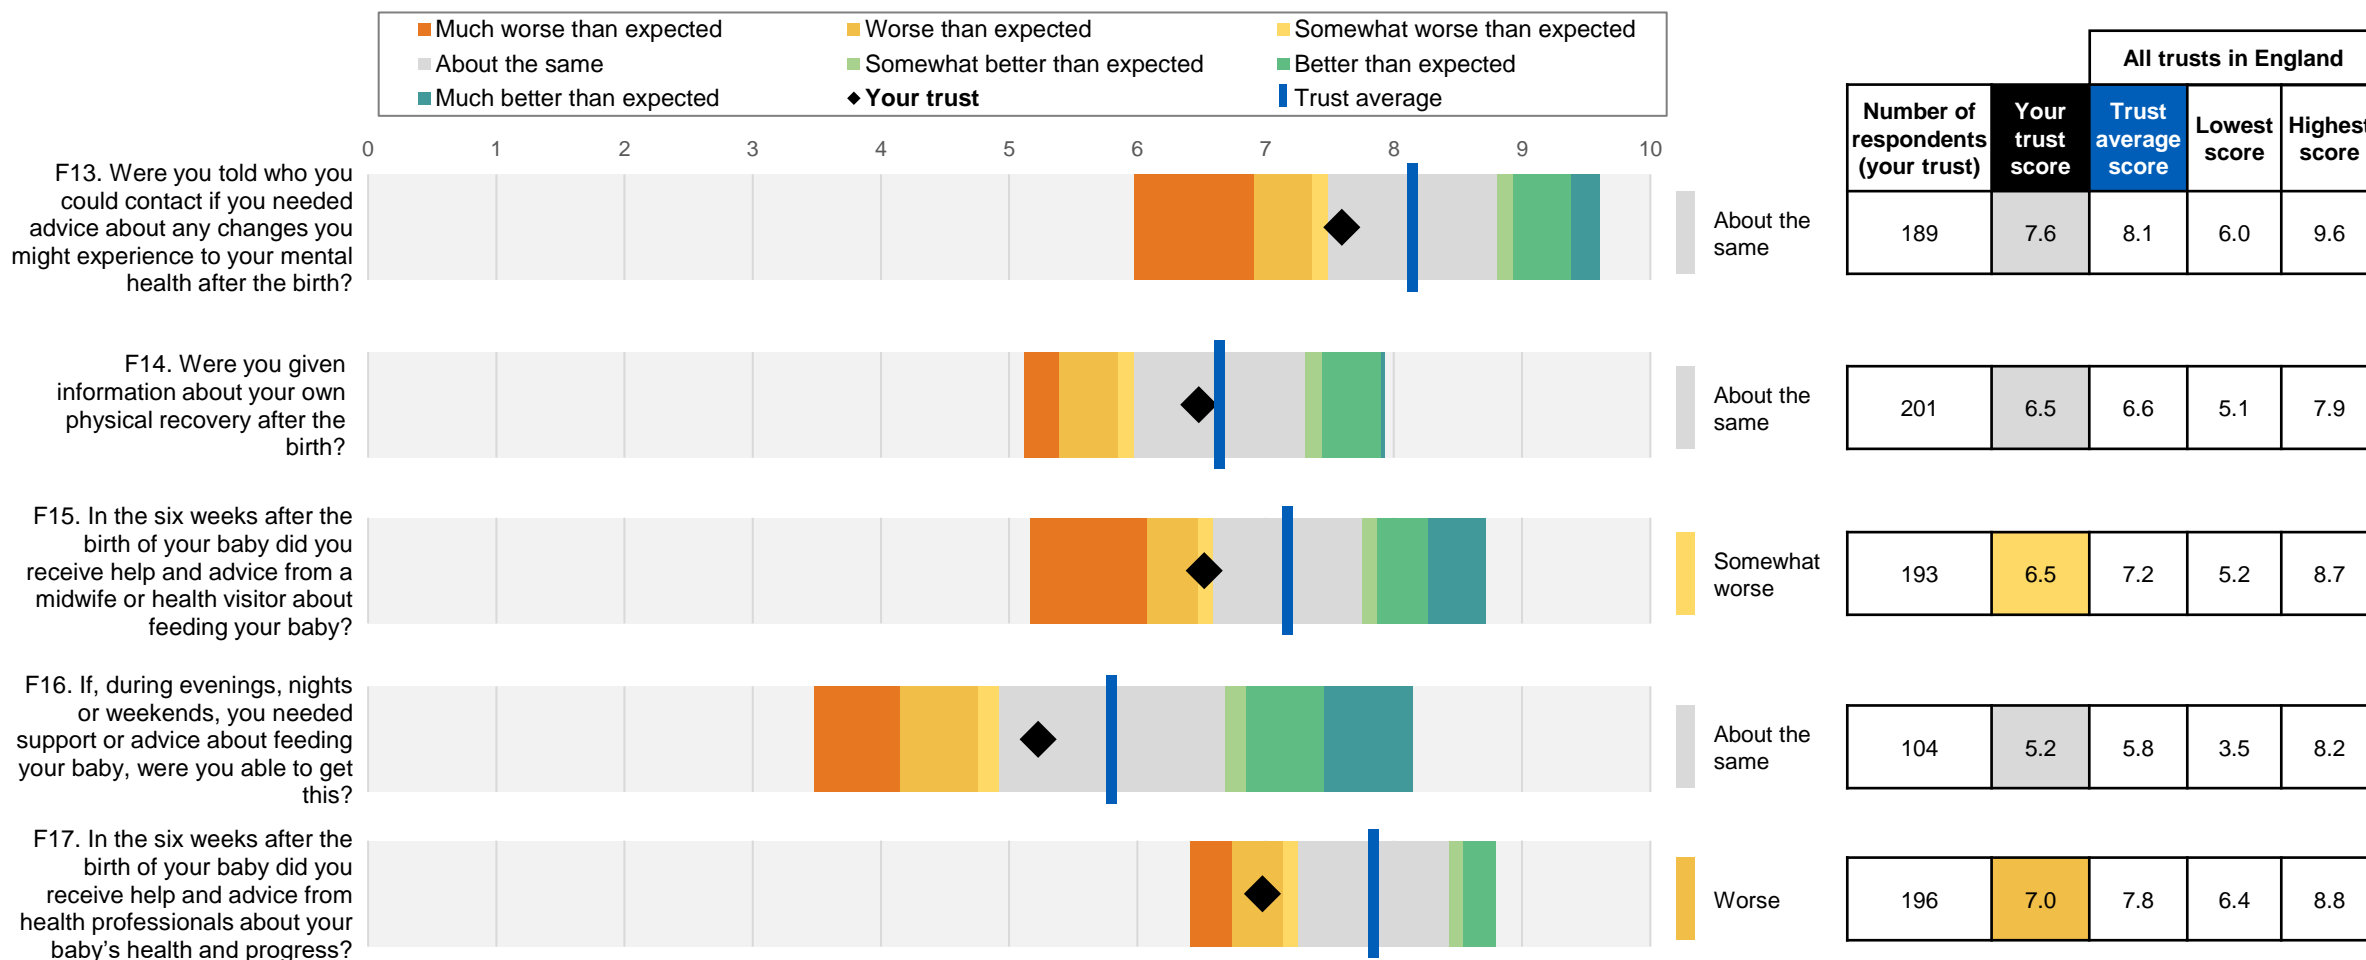 Much worse than expected
Worse than expected
Somewhat worse than expected
About the same
Somewhat better than expected
Better than expected
Much better than expected
Your trust
Trust average
All trusts in England
Number of
respondents
(your trust)
Your
trust
score
Trust
average
score
Lowest
score
Highest
score
0 1 2 3 4 5 6 7 8 9 10
F13. Were you told who you
could contact if you needed
advice about any changes you
might experience to your mental
health after the birth?
About the
same
189 7.6 8.1 6.0 9.6
F14. Were you given
information about your own
physical recovery after the
birth?
About the
same
201 6.5 6.6 5.1 7.9
F15. In the six weeks after the
birth of your baby did you
receive help and advice from a
midwife or health visitor about
feeding your baby?
Somewhat
worse
193 6.5 7.2 5.2 8.7
F16. If, during evenings, nights
or weekends, you needed
support or advice about feeding
your baby, were you able to get
this?
About the
same
104 5.2 5.8 3.5 8.2
F17. In the six weeks after the
birth of your baby did you
receive help and advice from
health professionals about your
baby's health and progress?
Worse
196 7.0 7.8 6.4 8.8